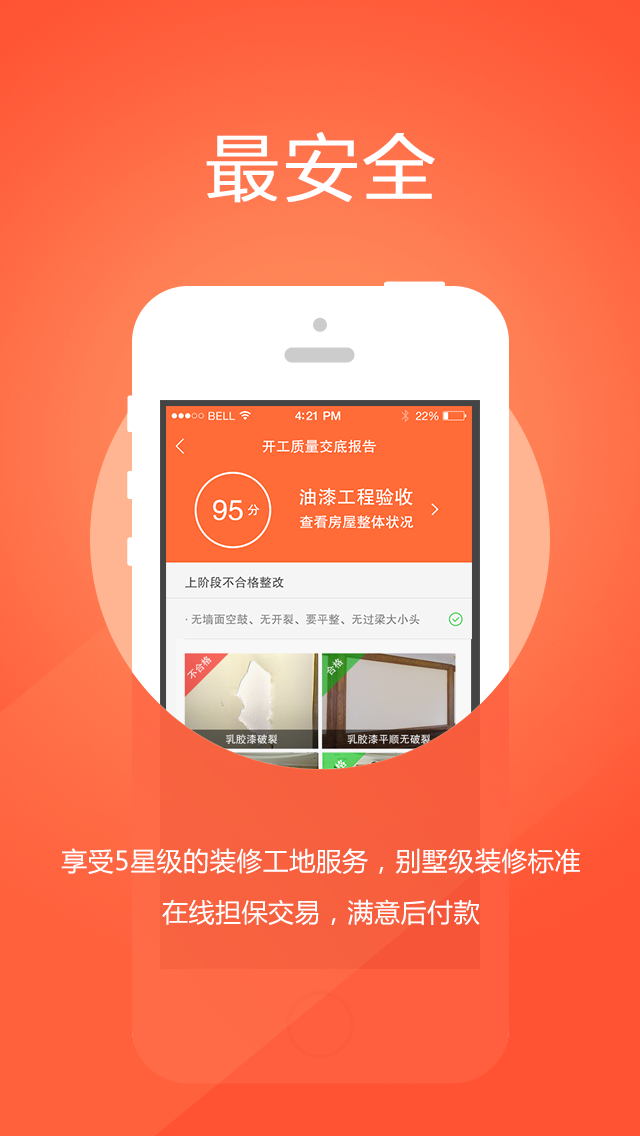 最安全
BELL 4:21 PM 22%
开工质量交底报告
95分
油漆工程验收
查看房屋整体状况
上阶段不合格整改
·无墙面空鼓、无开裂、要平整、无过梁大小头
不合格
合格
乳胶漆破裂
乳胶漆平顺无破裂
合格
享受5星级的装修工地服务，别墅级装修标准
在线担保交易，满意后付款